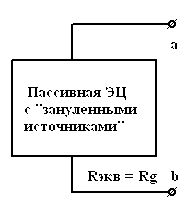 a
Пассивная ЭЦ
с "зануленными
источниками"
Rэкв = Rg b